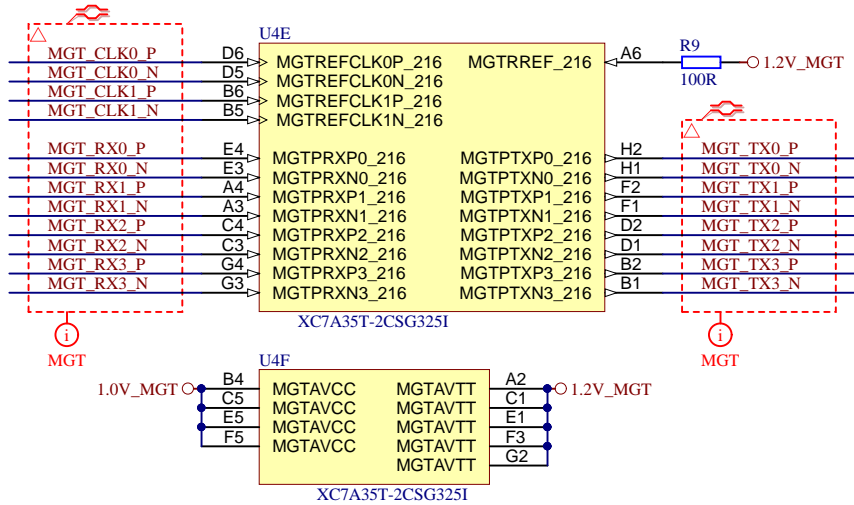 U4E
MGT_CLK0_P D6 MGTREFCLK0P_216 MGTRREF_216 A6 R9 100R 1.2V_MGT
MGT_CLK0_N D5 MGTREFCLK0N_216
MGT_CLK1_P B6 MGTREFCLK1P_216
MGT_CLK1_N B5 MGTREFCLK1N_216
MGT_RX0_P E4 MGTPRXP0_216 MGTPTXP0_216 H2 MGT_TX0_P
MGT_RX0_N E3 MGTPRXN0_216 MGTPTXN0_216 H1 MGT_TX0_N
MGT_RX1_P A4 MGTPRXP1_216 MGTPTXP1_216 F2 MGT_TX1_P
MGT_RX1_N A3 MGTPRXN1_216 MGTPTXN1_216 F1 MGT_TX1_N
MGT_RX2_P C4 MGTPRXP2_216 MGTPTXP2_216 D2 MGT_TX2_P
MGT_RX2_N C3 MGTPRXN2_216 MGTPTXN2_216 D1 MGT_TX2_N
MGT_RX3_P G4 MGTPRXP3_216 MGTPTXP3_216 B2 MGT_TX3_P
MGT_RX3_N G3 MGTPRXN3_216 MGTPTXN3_216 B1 MGT_TX3_N
XC7A35T-2CSG325I
i i
MGT MGT
U4F
1.0V_MGT B4 MGTAVCC MGTAVTT A2 1.2V_MGT
C5 MGTAVCC MGTAVTT C1
E5 MGTAVCC MGTAVTT E1
F5 MGTAVCC MGTAVTT F3
MGTAVTT G2
XC7A35T-2CSG325I